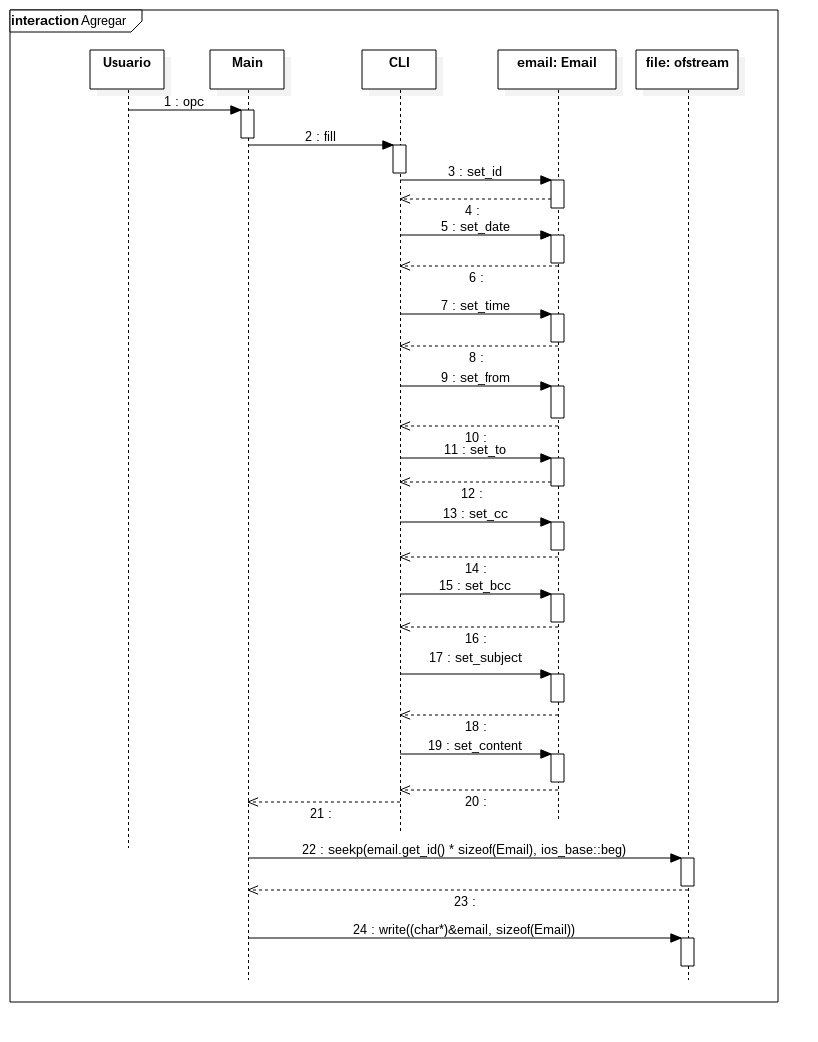 interaction Agregar
Usuario Main CLI email: Email file: ofstream
1 : opc
2 : fill
3 : set_id
4 :
5 : set_date
6 :
7 : set_time
8 :
9 : set_from
10 :
11 : set_to
12 :
13 : set_cc
14 :
15 : set_bcc
16 :
17 : set_subject
18 :
19 : set_content
20 :
21 :
22 : seekp(email.get_id() * sizeof(Email), ios_base::beg)
23 :
24 : write((char*)&email, sizeof(Email))